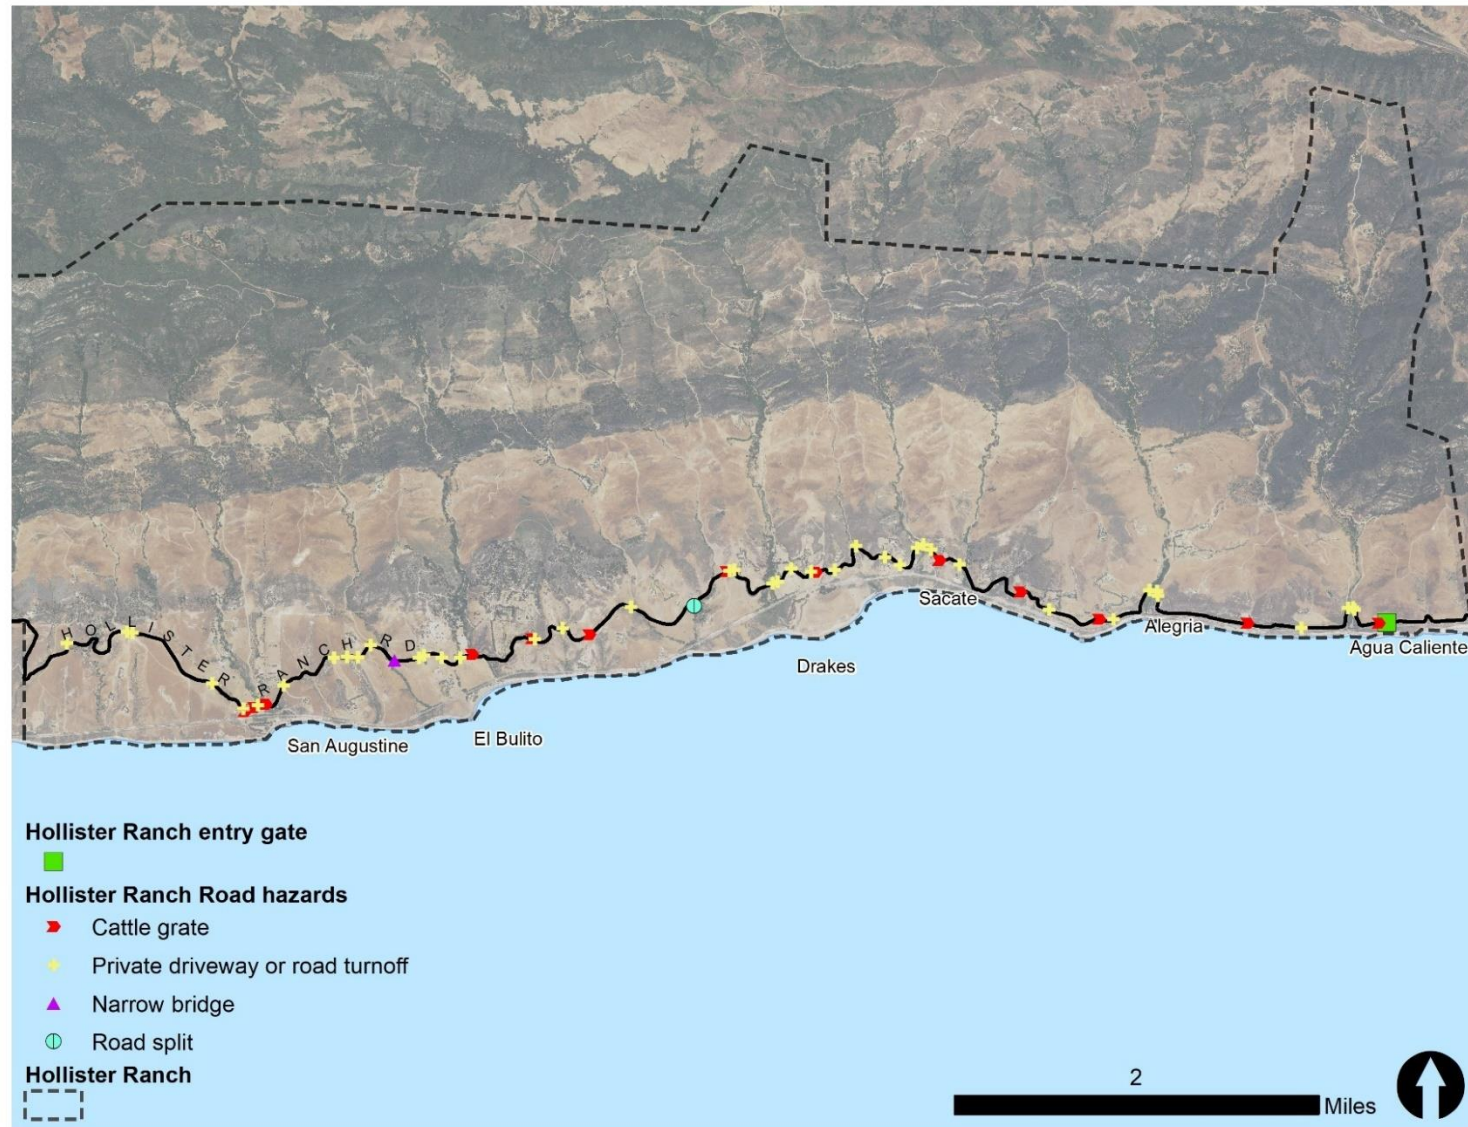 HOLLISTER RANCH RD
Sacate
Alegria
Agua Caliente
Drakes
San Augustine
El Bulito
Hollister Ranch entry gate
Hollister Ranch Road hazards
Cattle grate
Private driveway or road turnoff
Narrow bridge
Road split
Hollister Ranch
2
Miles